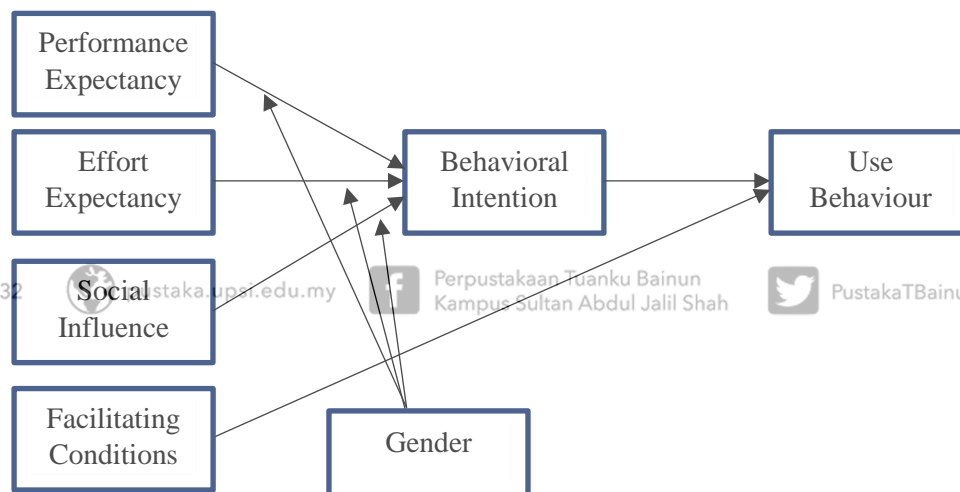 Performance
Expectancy
Effort
Expectancy
Behavioral
Intention
Use
Behaviour
32
pustaka.upsi.edu.my
Perpustakaan Tuanku Bainun
Kampus Sultan Abdul Jalil Shah
PustakaTBainu
Social
Influence
Facilitating
Conditions
Gender